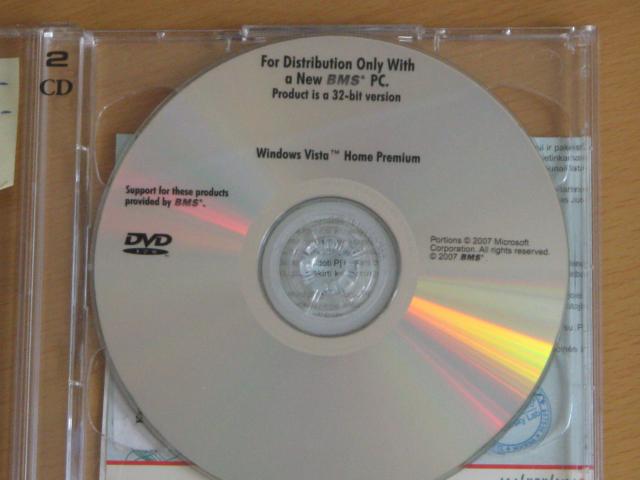 2
CD
For Distribution Only With
a New BMS® PC.
Product is a 32-bit version
Windows Vista™ Home Premium
Support for these products
provided by BMS®.
DVD
Portions © 2007 Microsoft
Corporation. All rights reserved.
© 2007 BMS®